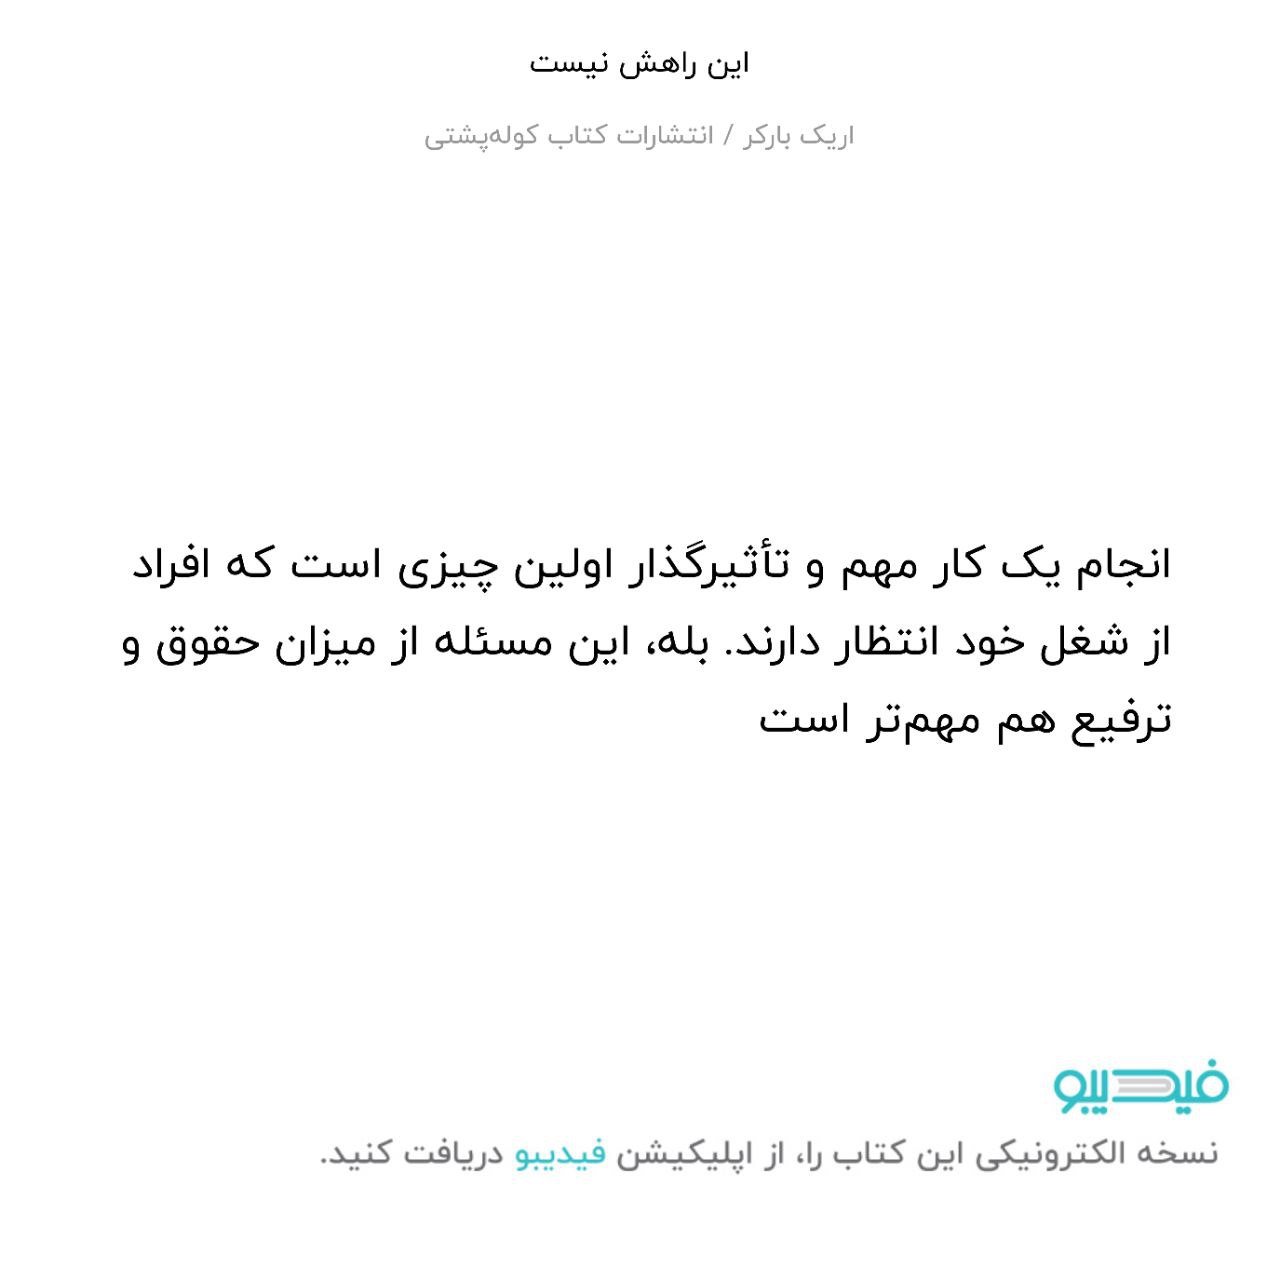 این راهش نیست
اریک بارکر / انتشارات کتاب کوله‌پشتی
انجام یک کار مهم و تأثیرگذار اولین چیزی است که افراد
از شغل خود انتظار دارند. بله، این مسئله از میزان حقوق و
ترفیع هم مهم‌تر است
فیدیبو
نسخه الکترونیکی این کتاب را، از اپلیکیشن فیدیبو دریافت کنید.